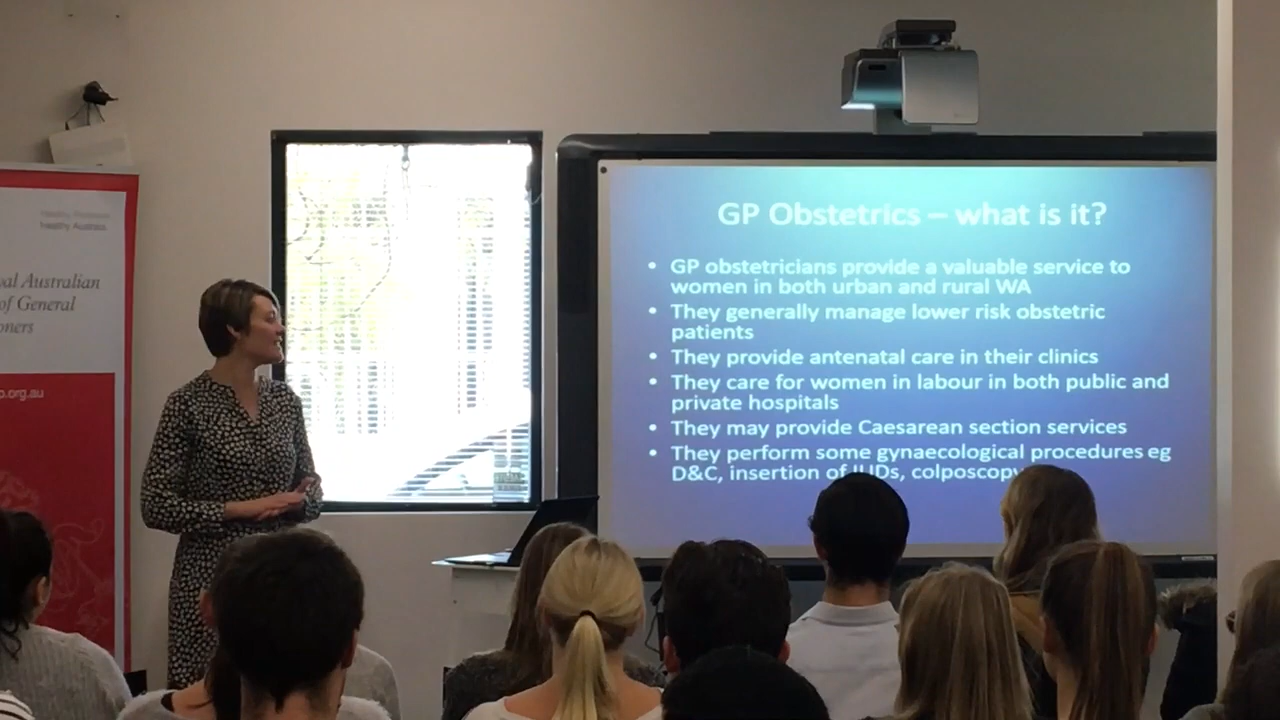 Healthy Profession.
Healthy Australia.
al Australian
of General
oners
p.org.au
GP Obstetrics – what is it?
• GP obstetricians provide a valuable service to
women in both urban and rural WA
• They generally manage lower risk obstetric
patients
• They provide antenatal care in their clinics
• They care for women in labour in both public and
private hospitals
• They may provide Caesarean section services
• They perform some gynaecological procedures eg
D&C, insertion of IUDs, colposcopy